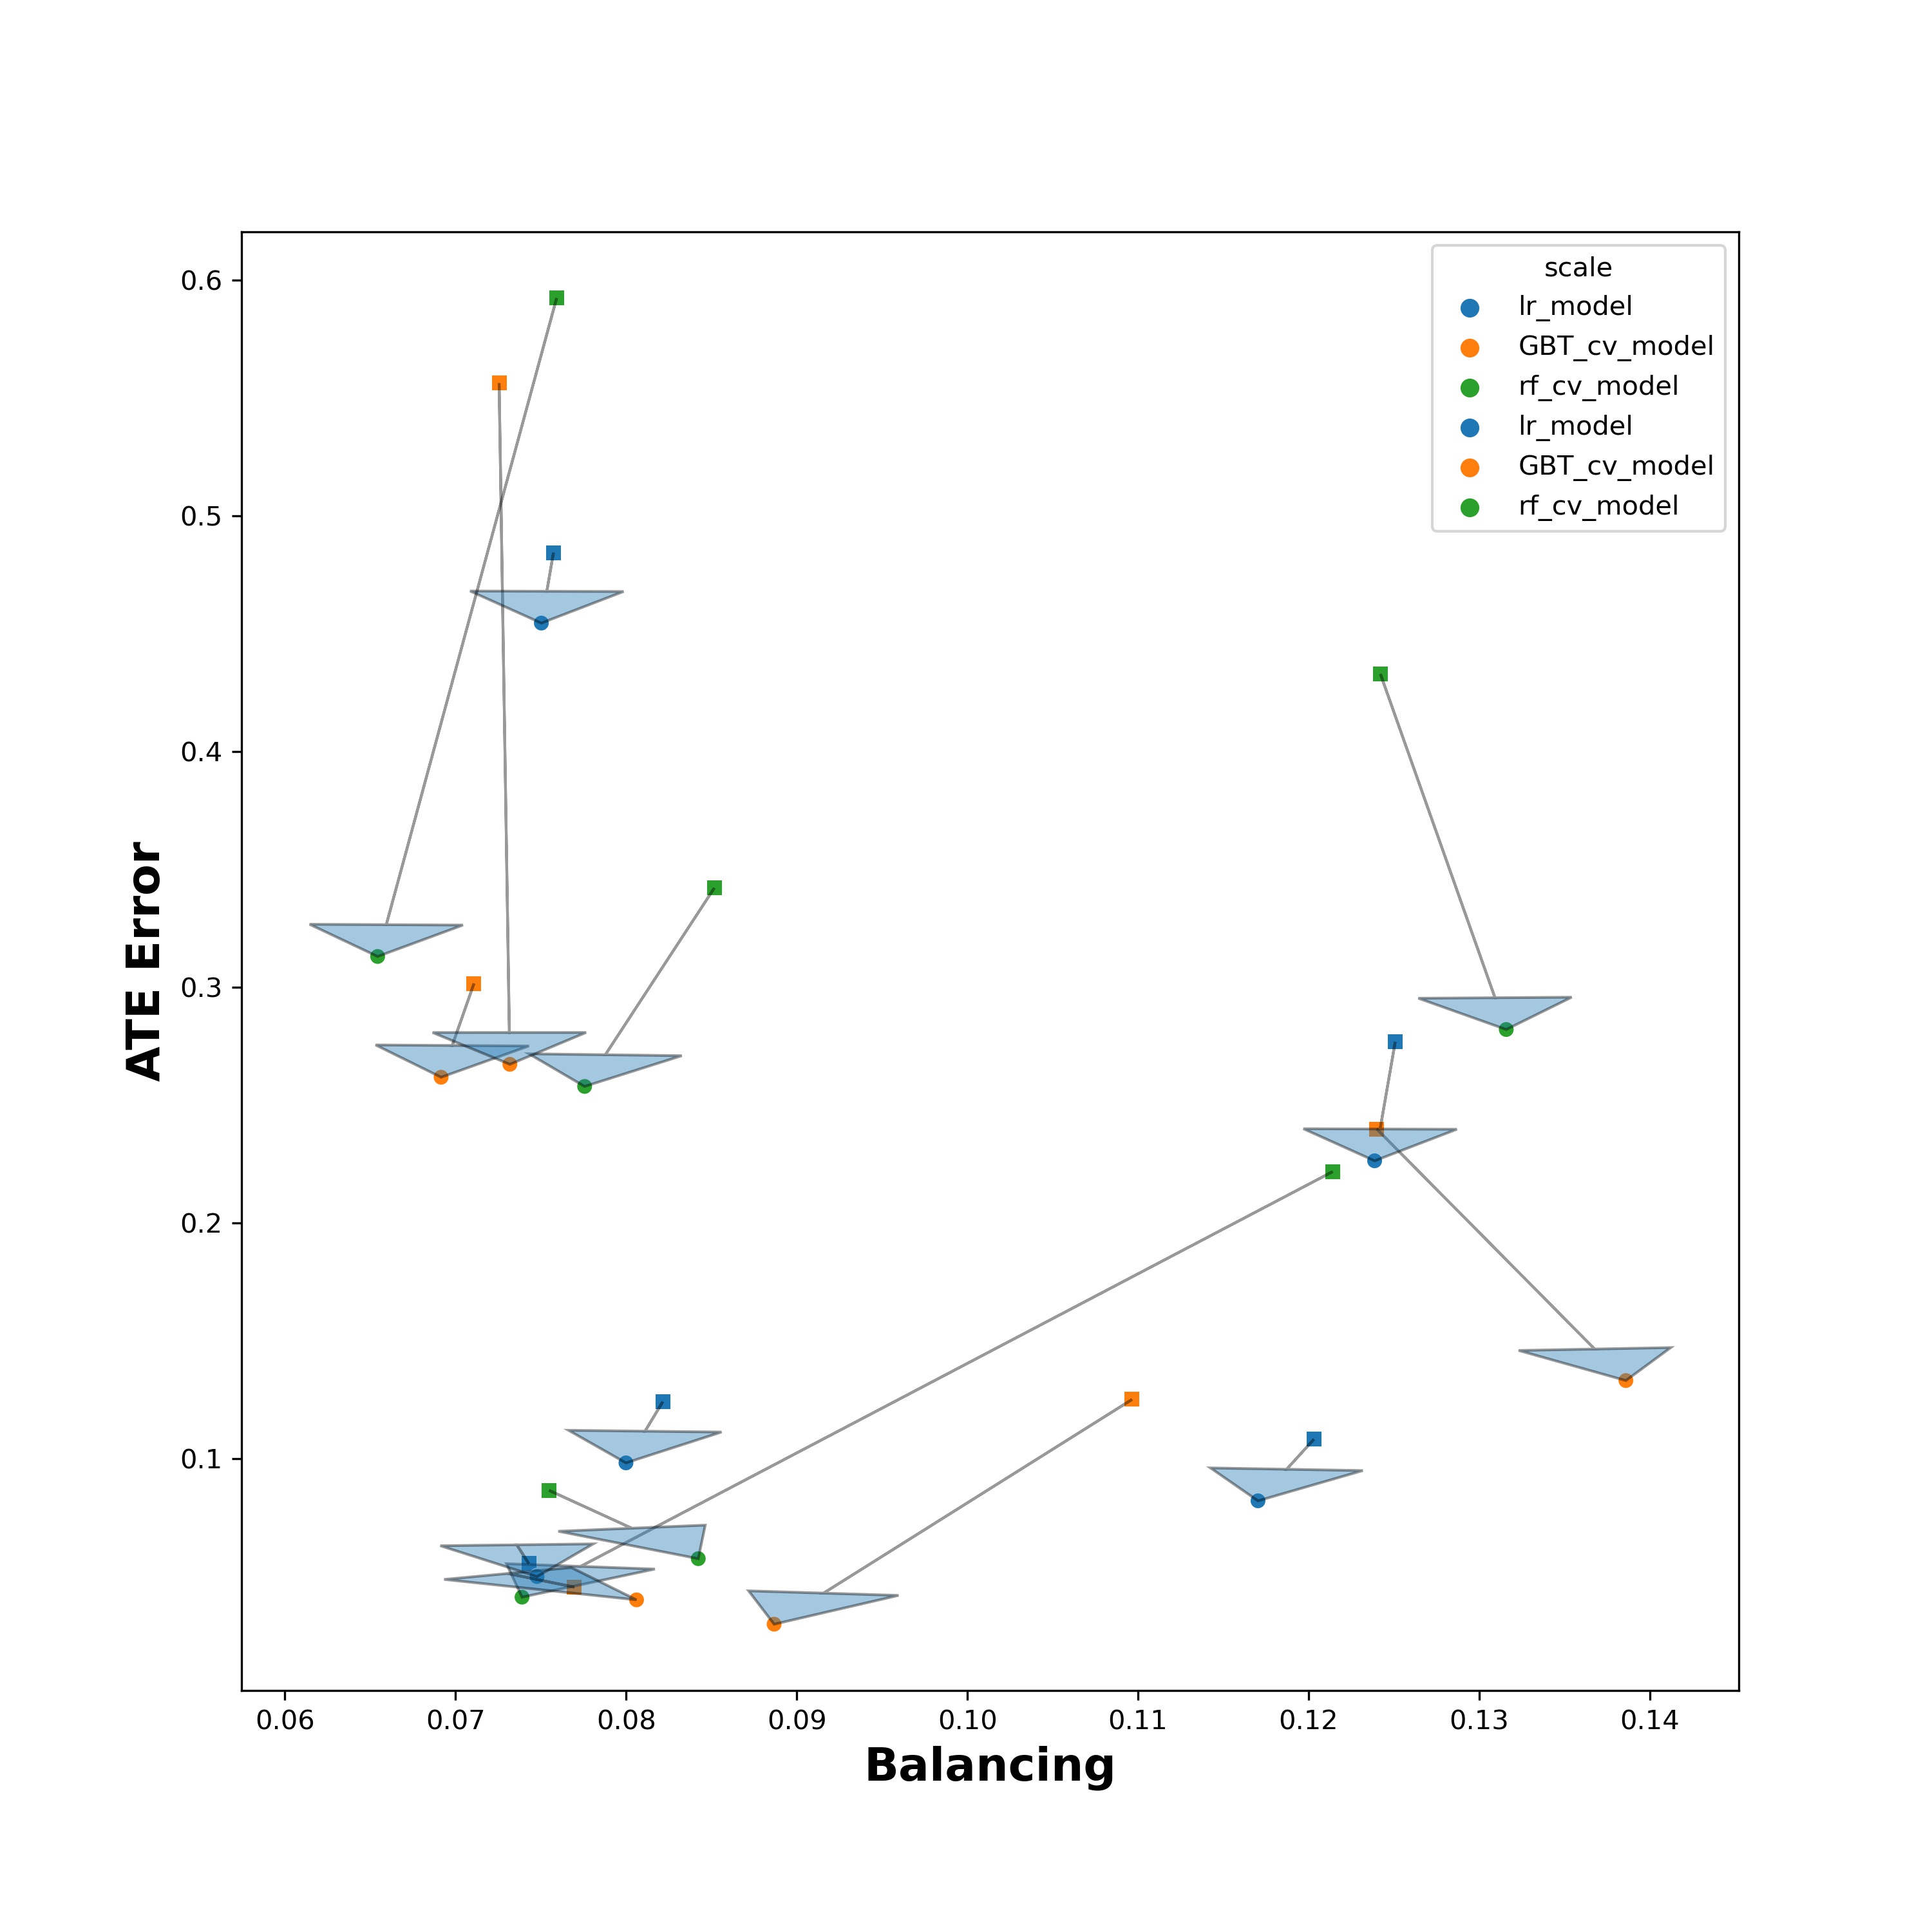 scale
lr_model
GBT_cv_model
rf_cv_model
lr_model
GBT_cv_model
rf_cv_model
ATE Error
0.6
0.5
0.4
0.3
0.2
0.1
0.06 0.07 0.08 0.09 0.10 0.11 0.12 0.13 0.14
Balancing